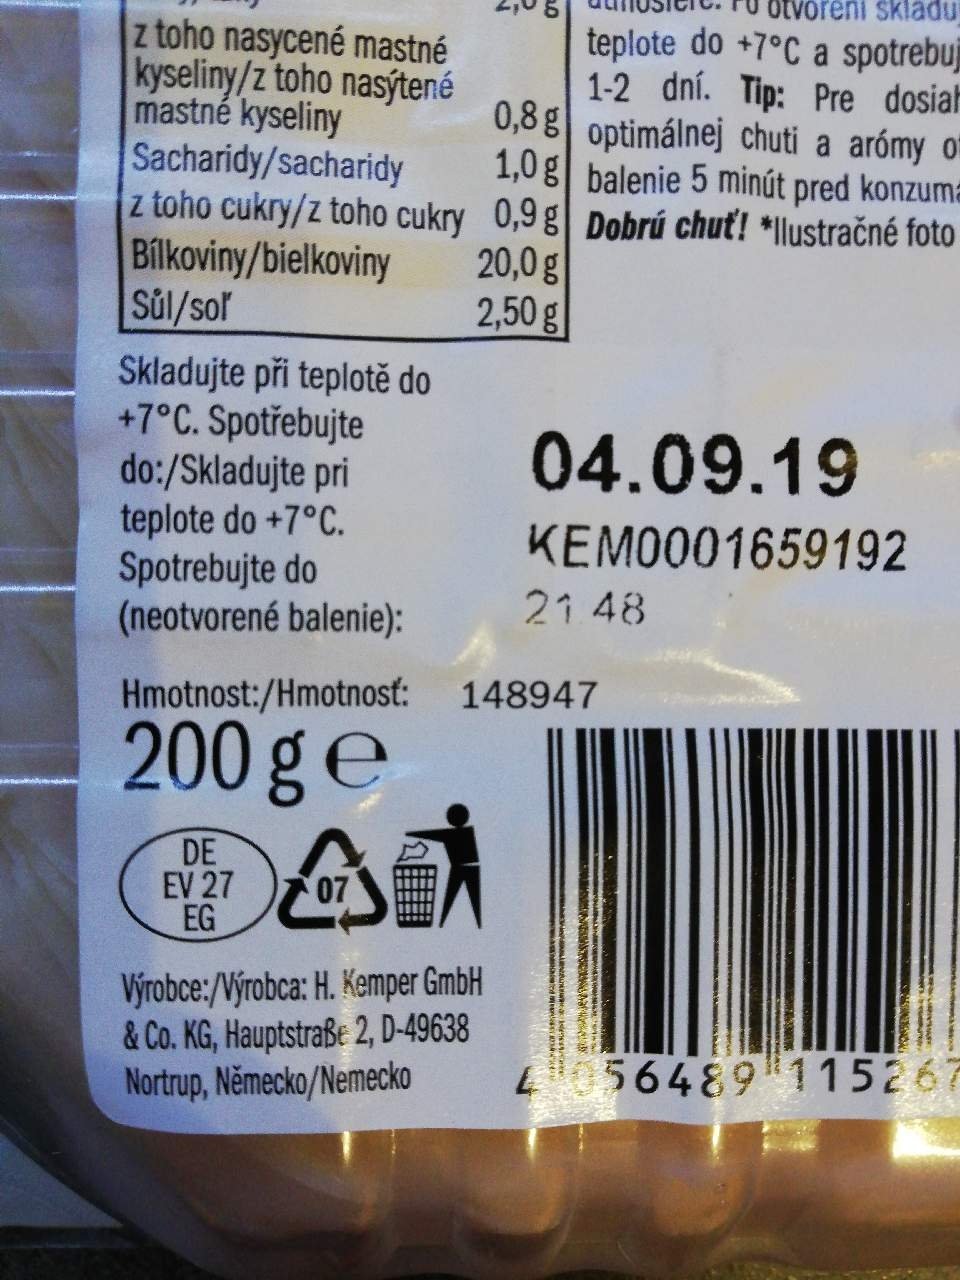 z toho nasycené mastné
kyseliny/z toho nasýtené
mastné kyseliny 0,8 g
Sacharidy/sacharidy 1,0 g
z toho cukry/z toho cukry 0,9 g
Bílkoviny/bielkoviny 20,0 g
Sůl/soľ 2,50 g
otvorení
teplote do +7°C a
1-2 dní. Tip: Pre
optimálnej chuti a arómy
balenie 5 minút pred
Dobrú chuť! *Ilustračné foto
Skladujte při teplotě do
+7°C. Spotřebujte
do:/Skladujte pri
teplote do +7°C.
Spotrebujte do
(neotvorené balenie):
04.09.19
KEM0001659192
21 48
Hmotnost:/Hmotnosť: 148947
200 g e
DE
EV 27
EG
07
Výrobce:/Výrobca: H. Kemper GmbH
& Co. KG, Hauptstraße 2, D-49638
Nortrup, Německo/Nemecko
4 056489 115267